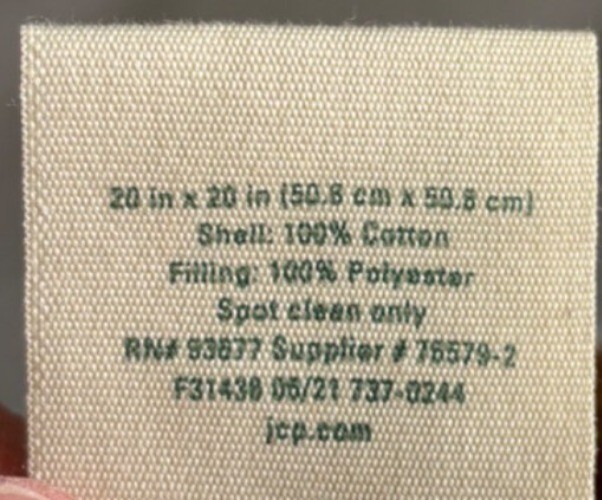 20 in x 20 in (50.8 cm x 50.8 cm)
Shell: 100% Cotton
Filling: 100% Polyester
Spot clean only
RN# 93677 Supplier # 76579-2
F31438 06/21 737-0244
jcp.com